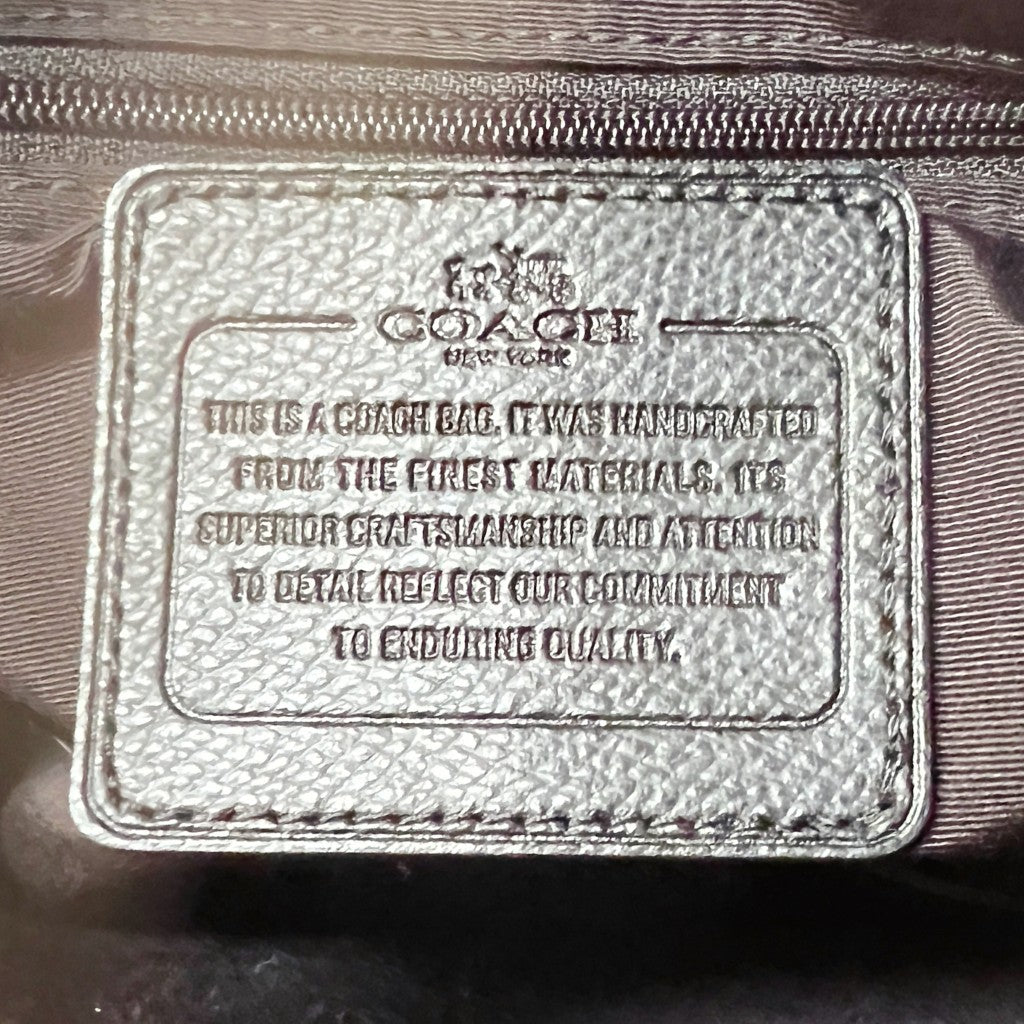 COACH
NEW YORK
THIS IS A COACH BAG. IT WAS HANDCRAFTED
FROM THE FINEST MATERIALS. ITS
SUPERIOR CRAFTSMANSHIP AND ATTENTION
TO DETAIL REFLECT OUR COMMITMENT
TO ENDURING QUALITY.